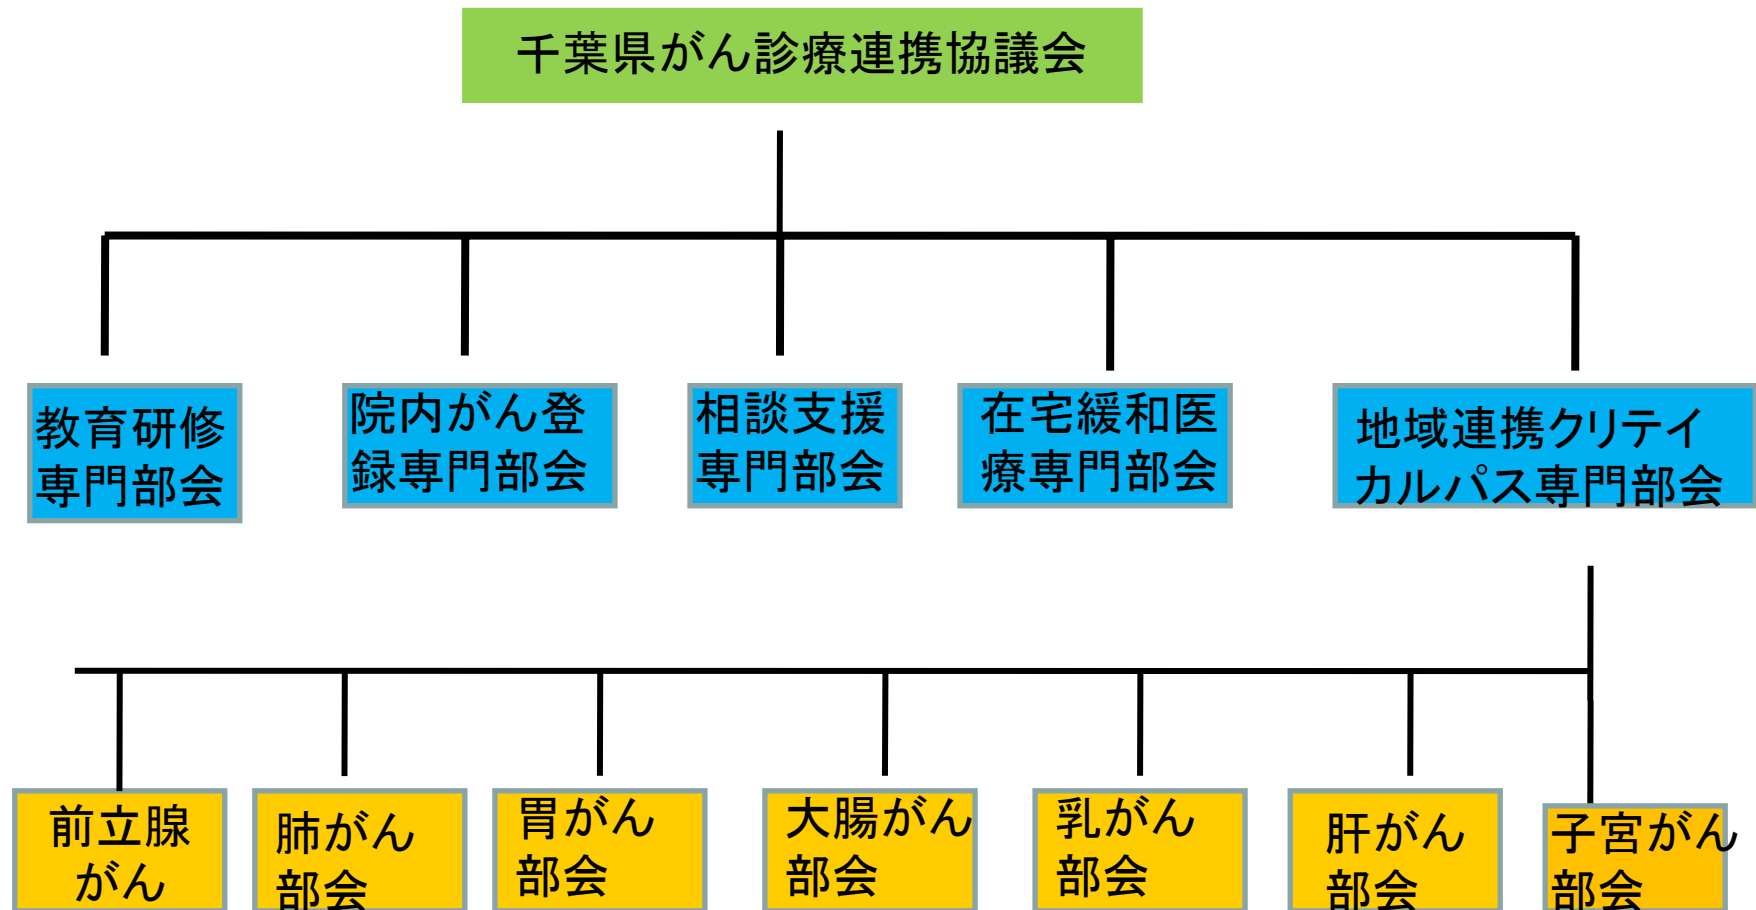 千葉県がん診療連携協議会
教育研修
専門部会
院内がん登
録専門部会
相談支援
専門部会
在宅緩和医
療専門部会
地域連携クリテイ
カルパス専門部会
前立腺
がん
肺がん
部会
胃がん
部会
大腸がん
部会
乳がん
部会
肝がん
部会
子宮がん
部会